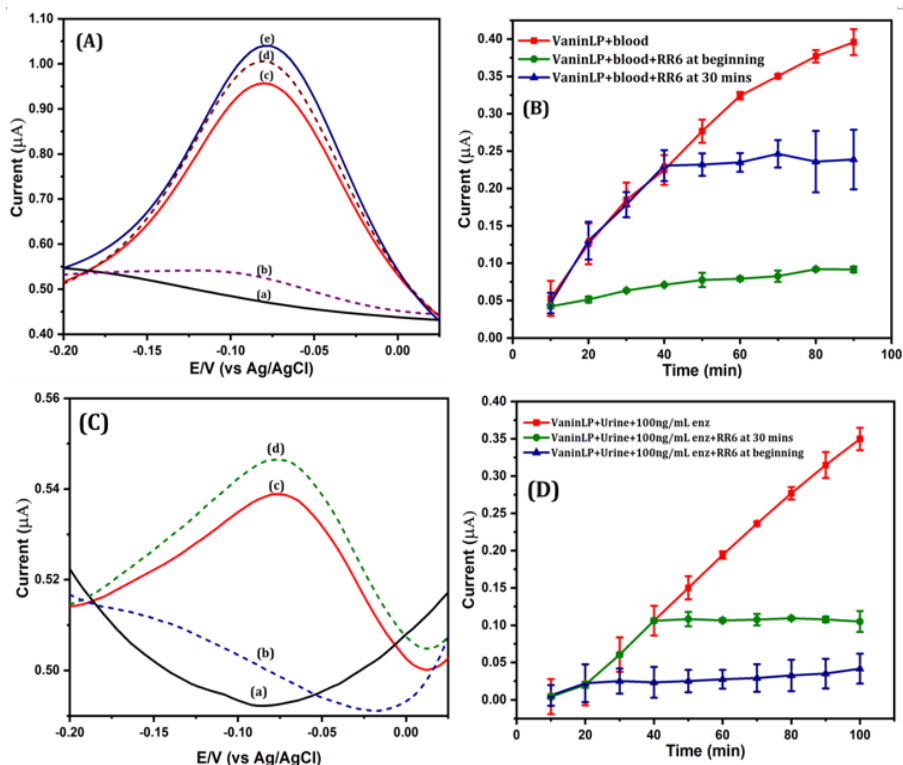 (A)
(e)
(d)
(c)
(b)
(a)
1.10
1.00
0.90
0.80
0.70
0.60
0.50
0.40
-0.20
-0.15
-0.10
-0.05
0.00
Current (μA)
E/V (vs Ag/AgCl)
VaninLP+blood
VaninLP+blood+RR6 at beginning
VaninLP+blood+RR6 at 30 mins
(B)
0.40
0.35
0.30
0.25
0.20
0.15
0.10
0.05
0.00
0
20
40
60
80
100
Current (μA)
Time (min)
(C)
(d)
(c)
(b)
(a)
0.56
0.54
0.52
0.50
-0.20
-0.15
-0.10
-0.05
0.00
Current (μA)
E/V (vs Ag/AgCl)
VaninLP+Urine+100ng/mL enz
VaninLP+Urine+100ng/mL enz+RR6 at 30 mins
VaninLP+Urine+100ng/mL enz+RR6 at beginning
(D)
0.40
0.35
0.30
0.25
0.20
0.15
0.10
0.05
0.00
0
20
40
60
80
100
Current (μA)
Time (min)